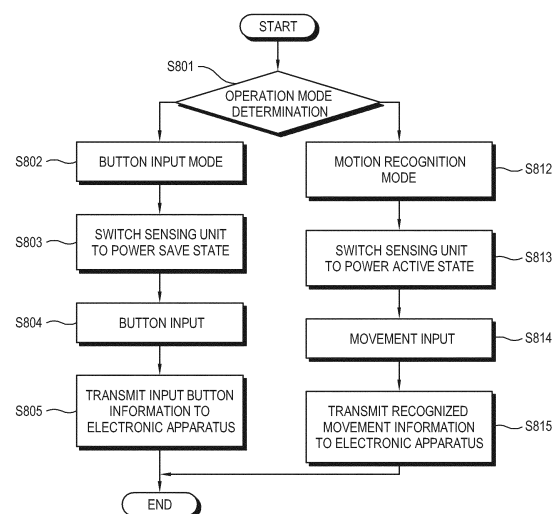 START
S801
OPERATION MODE
DETERMINATION
S802
BUTTON INPUT MODE
S803
SWITCH SENSING UNIT
TO POWER SAVE STATE
S804
BUTTON INPUT
S805
TRANSMIT INPUT BUTTON
INFORMATION TO
ELECTRONIC APPARATUS
MOTION RECOGNITION
MODE
S812
SWITCH SENSING UNIT
TO POWER ACTIVE STATE
S813
MOVEMENT INPUT
S814
TRANSMIT RECOGNIZED
MOVEMENT INFORMATION
TO ELECTRONIC APPARATUS
S815
END